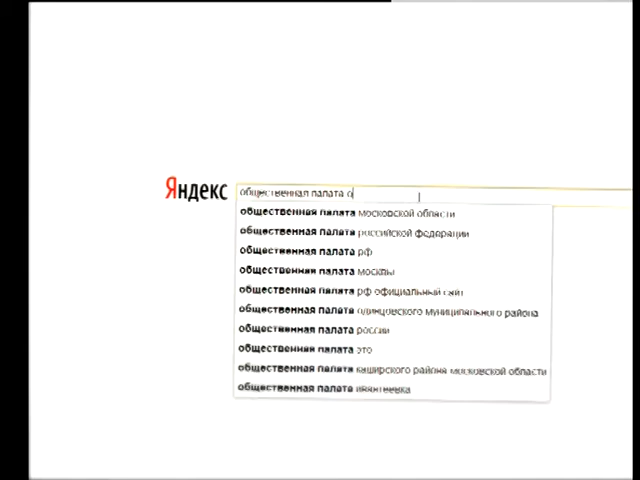 Яндекс
общественная палата о
общественная палата московской области
общественная палата российской федерации
общественная палата рф
общественная палата москвы
общественная палата рф официальный сайт
общественная палата одинцовского муниципального района
общественная палата россии
общественная палата это
общественная палата каширского района московской области
общественная палата ивантеевка